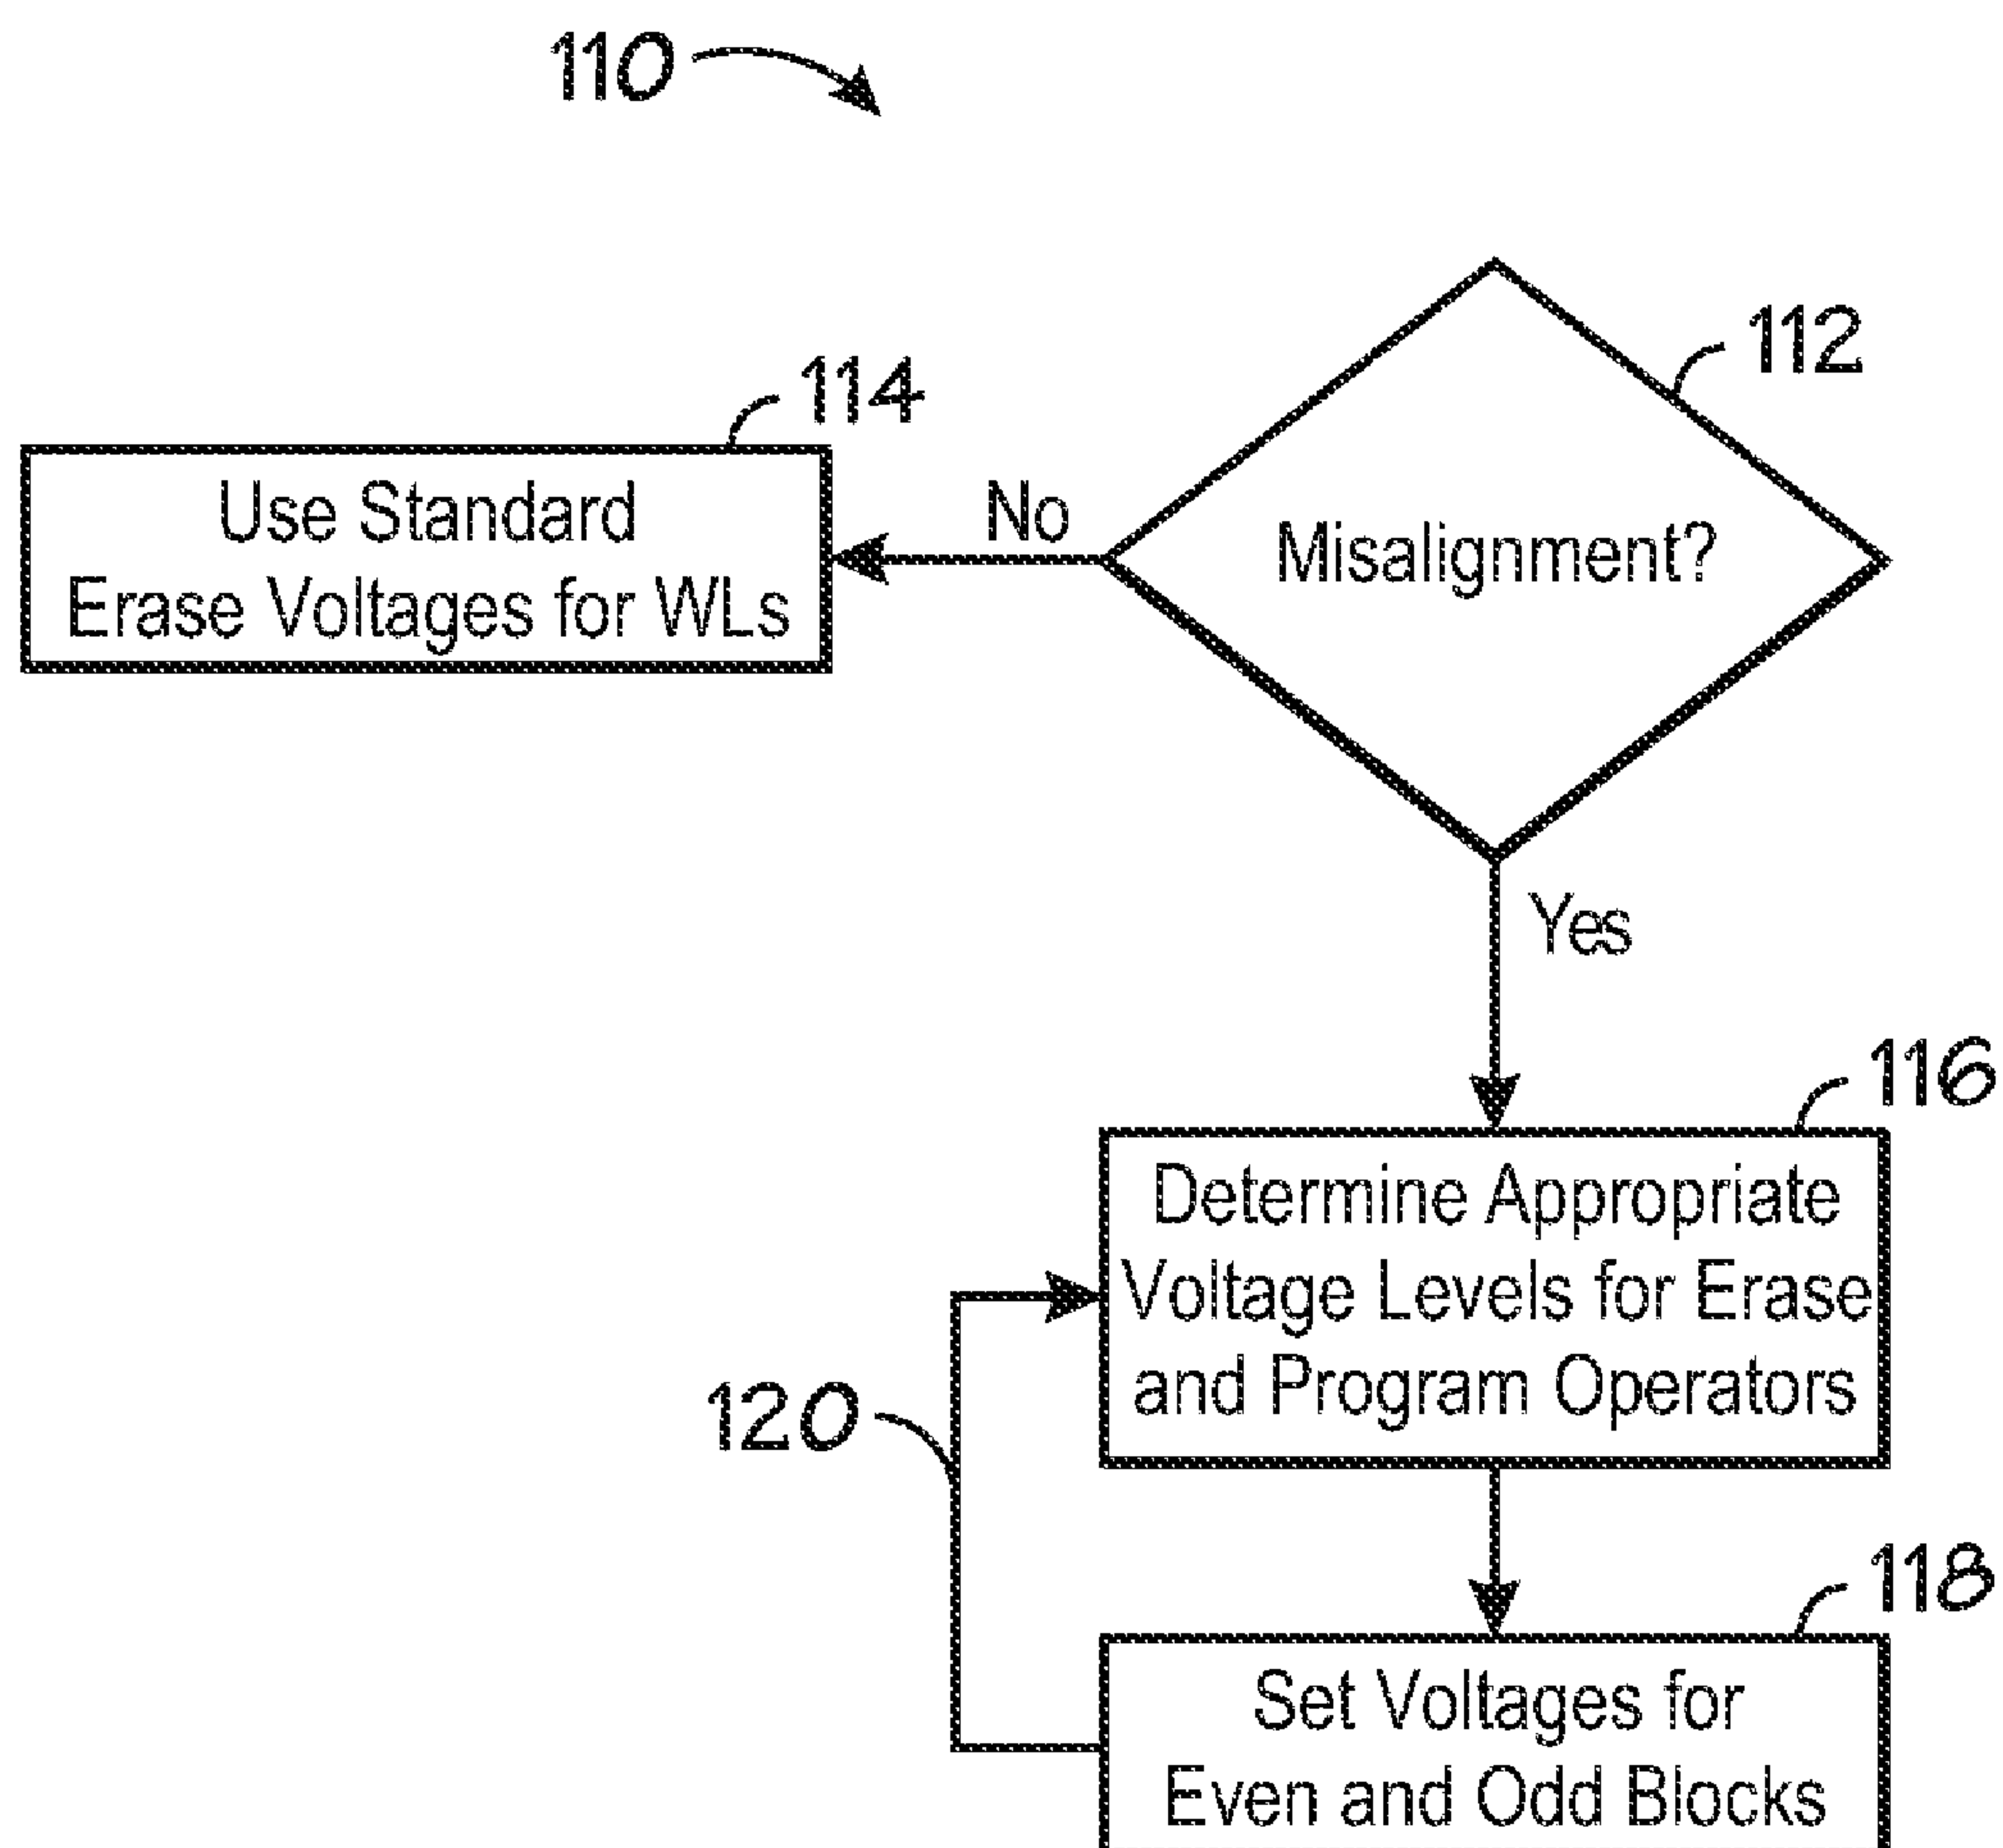 110
112
114
Use Standard
Erase Voltages for WLs
No
Misalignment?
Yes
116
Determine Appropriate
Voltage Levels for Erase
and Program Operators
120
118
Set Voltages for
Even and Odd Blocks